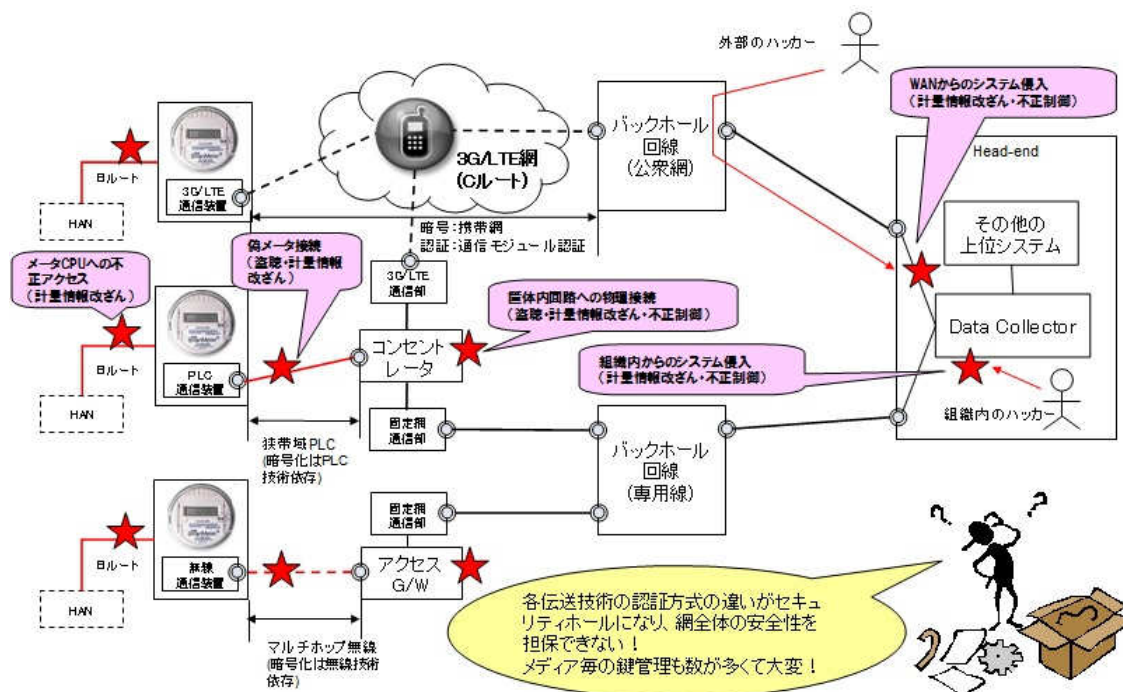 外部のハッカー
WANからのシステム侵入
(計量情報改ざん・不正制御)
バックホール
回線
(公衆網)
3G/LTE網
(Cルート)
Head-end
Bルート
3G/LTE
通信装置
HAN
暗号:携帯網
認証:通信モジュール認証
その他の
上位システム
偽メータ接続
(盗聴・計量情報
改ざん)
メータCPUへの不
正アクセス
(計量情報改ざん)
3G/LTE
通信部
筐体内回路への物理接続
(盗聴・計量情報改ざん・不正制御)
Data Collector
コンセント
レータ
組織内からのシステム侵入
(計量情報改ざん・不正制御)
Bルート
PLC
通信装置
HAN
組織内のハッカー
固定網
通信部
狭帯域PLC
(暗号化はPLC
技術依存)
バックホール
回線
(専用線)
固定網
通信部
Bルート
無線
通信装置
アクセス
G/W
HAN
各伝送技術の認証方式の違いがセキュ
リティホールになり、網全体の安全性を
担保できない!
メディア毎の鍵管理も数が多くて大変!
マルチホップ無線
(暗号化は無線技術
依存)